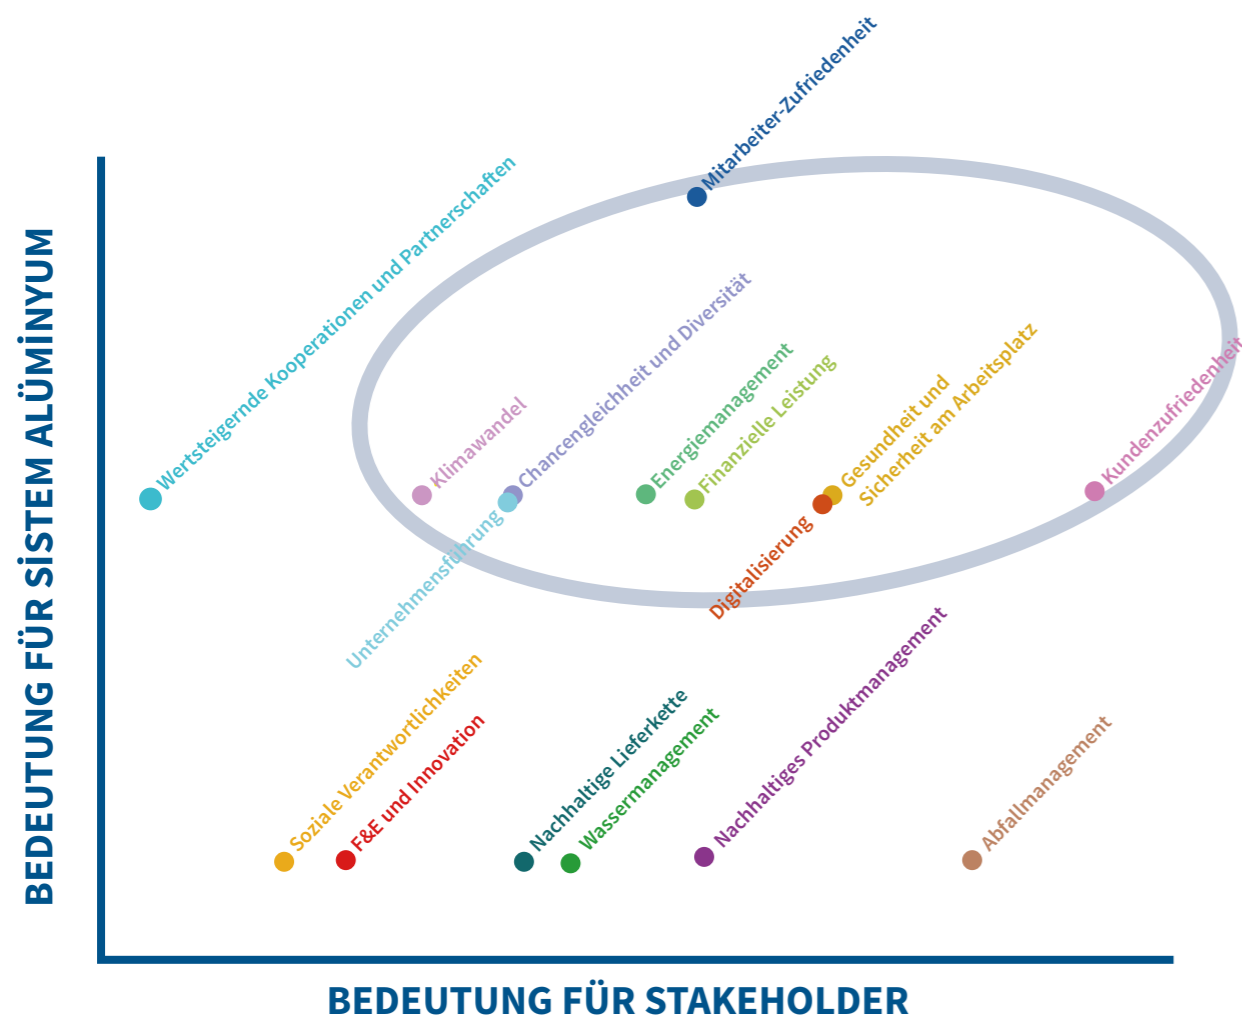 Mitarbeiter-Zufriedenheit
Wertsteigernde Kooperationen und Partnerschaften
Klimawandel
Chancengleichheit und Diversität
Unternehmensführung
Energiemanagement
Finanzielle Leistung
Gesundheit und
Sicherheit am Arbeitsplatz
Digitalisierung
Kundenzufriedenheit
Soziale Verantwortlichkeiten
F&E und Innovation
Nachhaltige Lieferkette
Wassermanagement
Nachhaltiges Produktmanagement
Abfallmanagement
BEDEUTUNG FÜR SİSTEM ALÜMİNYUM
BEDEUTUNG FÜR STAKEHOLDER